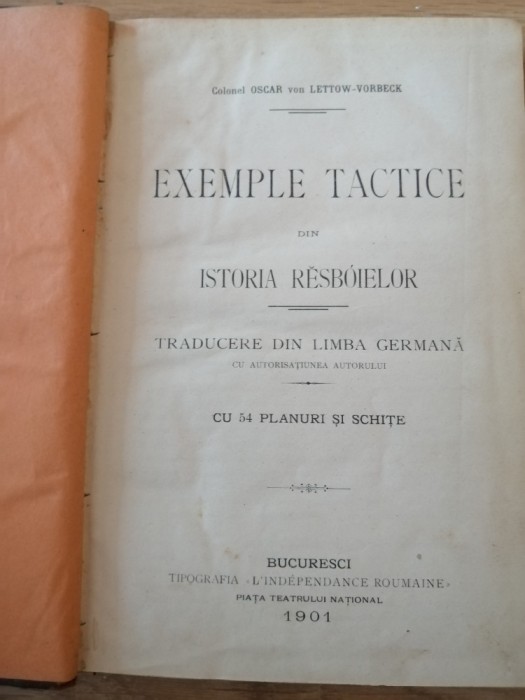 Colonel OSCAR von LETTOW-VORBECK
EXEMPLE TACTICE
DIN
ISTORIA RĔSBÓIELOR
TRADUCERE DIN LIMBA GERMANĂ
CU AUTORISAȚIUNEA AUTORULUI
CU 54 PLANURI ȘI SCHIȚE
BUCURESCI
TIPOGRAFIA «L'INDÉPENDANCE ROUMAINE»
PIAȚA TEATRULUI NAȚIONAL
1901